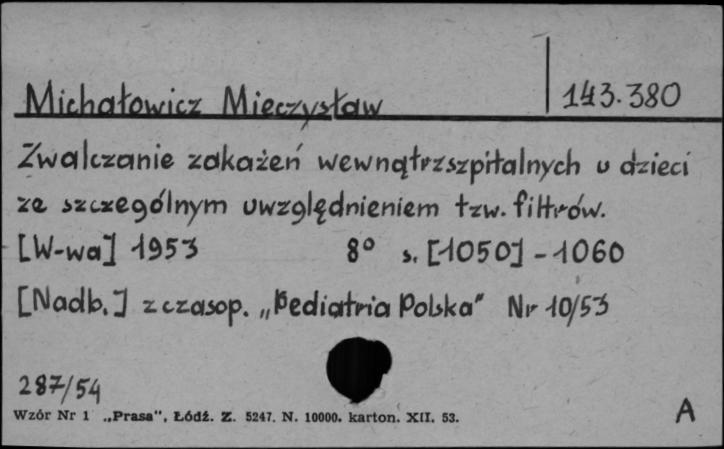 Michałowicz Mieczysław 143.380
Zwalczanie zakażeń wewnątrzszpitalnych u dzieci
ze szczególnym uwzględnieniem tzw. filtrów.
[W-wa] 1953 8° s. [1050] - 1060
[Nadb.] z czasop. „Pediatria Polska" Nr 10/53
287/54
Wzór Nr 1 „Prasa", Łódź. Z. 5247. N. 10000. karton. XII. 53.
A